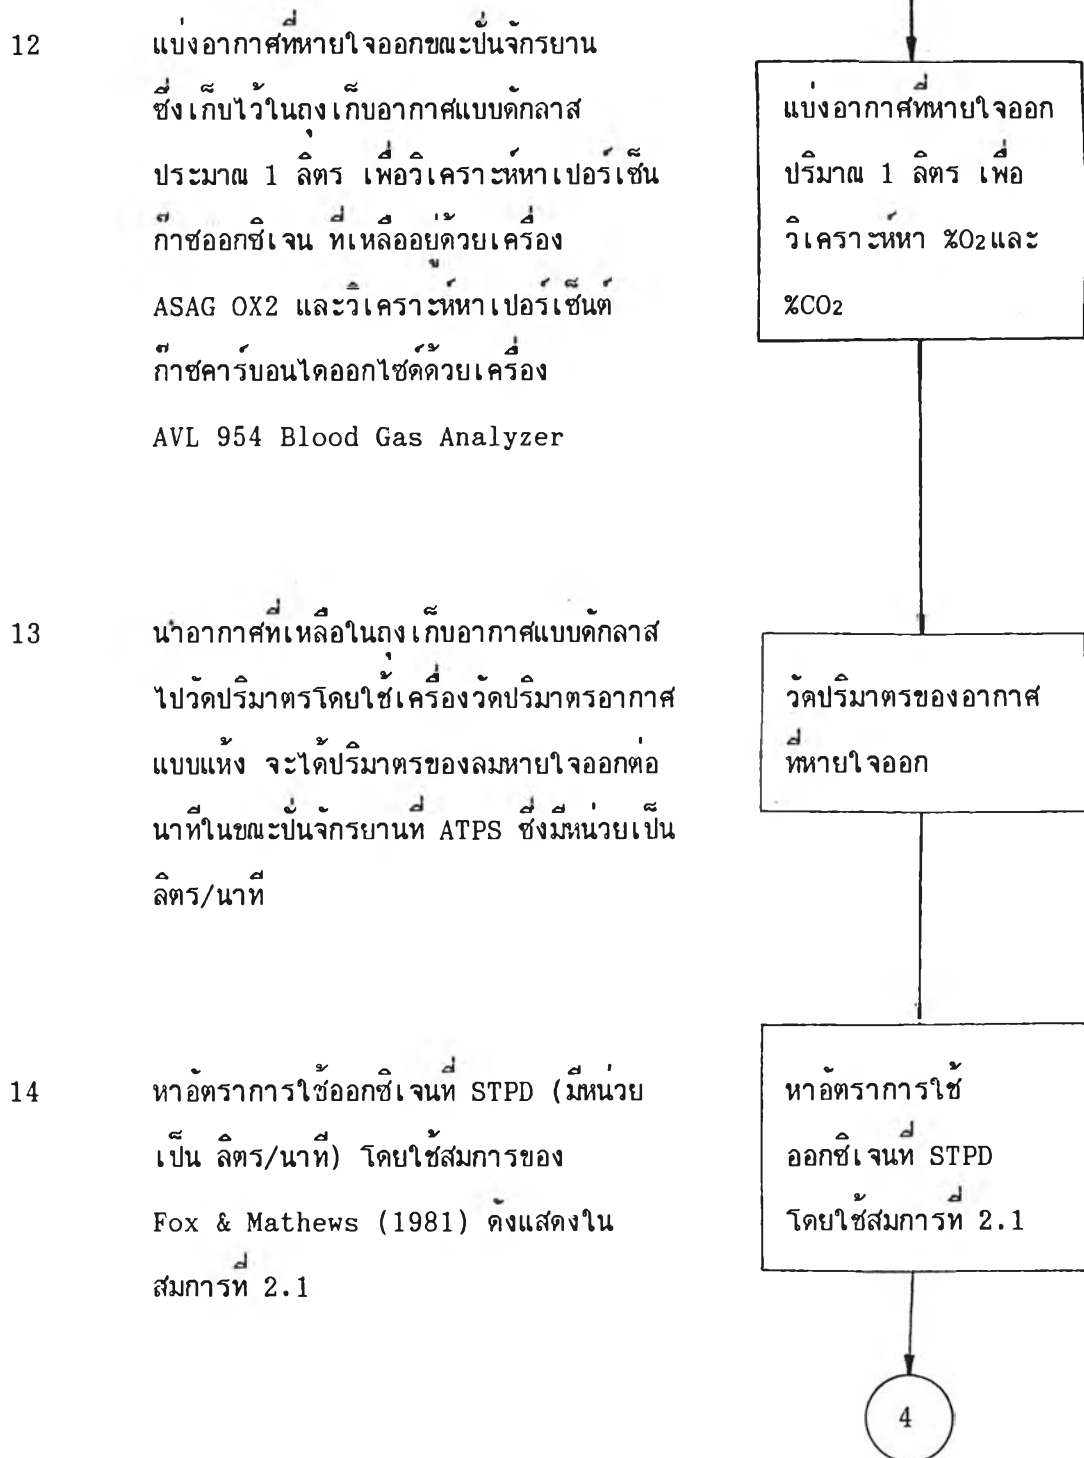 12
แบ่งอากาศที่หายใจออกขณะปั่นจักรยาน
ซึ่งเก็บไว้ในถุงเก็บอากาศแบบดักลาส
ประมาณ 1 ลิตร เพื่อวิเคราะห์หาเปอร์เซ็น
ก๊าซออกซิเจน ที่เหลืออยู่ด้วยเครื่อง
ASAG OX2 และวิเคราะห์หาเปอร์เซ็นต์
ก๊าซคาร์บอนไดออกไซด์ด้วยเครื่อง
AVL 954 Blood Gas Analyzer
แบ่งอากาศที่หายใจออก
ปริมาณ 1 ลิตร เพื่อ
วิเคราะห์หา %O2และ
%CO2
13
นำอากาศที่เหลือในถุงเก็บอากาศแบบดักลาส
ไปวัดปริมาตรโดยใช้เครื่องวัดปริมาตรอากาศ
แบบแห้ง จะได้ปริมาตรของลมหายใจออกต่อ
นาทีในขณะปั่นจักรยานที่ ATPS ซึ่งมีหน่วยเป็น
ลิตร/นาที
วัดปริมาตรของอากาศ
ที่หายใจออก
14
หาอัตราการใช้ออกซิเจนที่ STPD (มีหน่วย
เป็น ลิตร/นาที) โดยใช้สมการของ
Fox & Mathews (1981) ดังแสดงใน
สมการที่ 2.1
หาอัตราการใช้
ออกซิเจนที่ STPD
โดยใช้สมการที่ 2.1
4